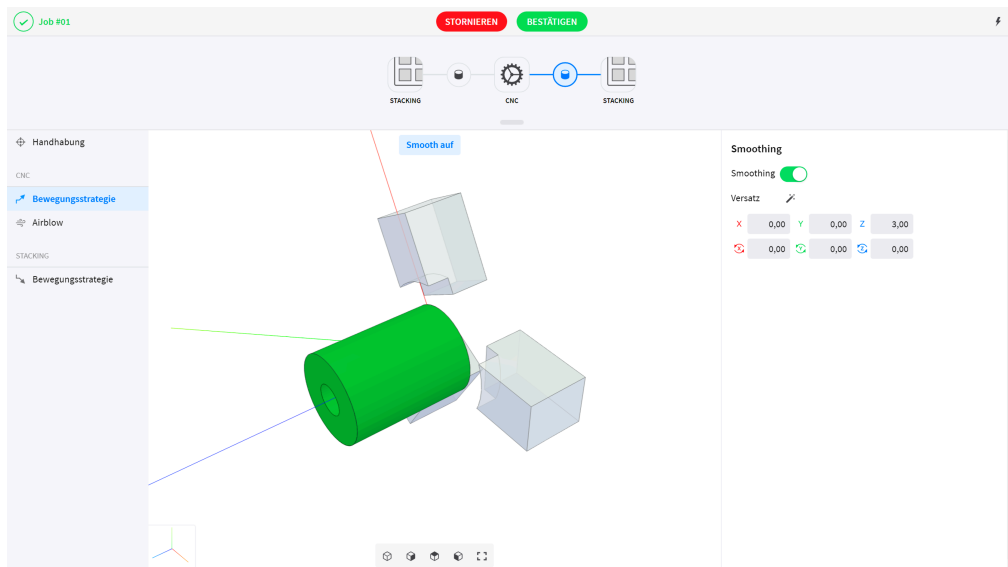 Job #01
STORNIEREN
BESTÄTIGEN
STACKING
CNC
STACKING
Handhabung
CNC
Bewegungsstrategie
Airblow
STACKING
Bewegungsstrategie
Smooth auf
Smoothing
Smoothing
Versatz
X 0,00 Y 0,00 Z 3,00
X 0,00 Y 0,00 Z 0,00